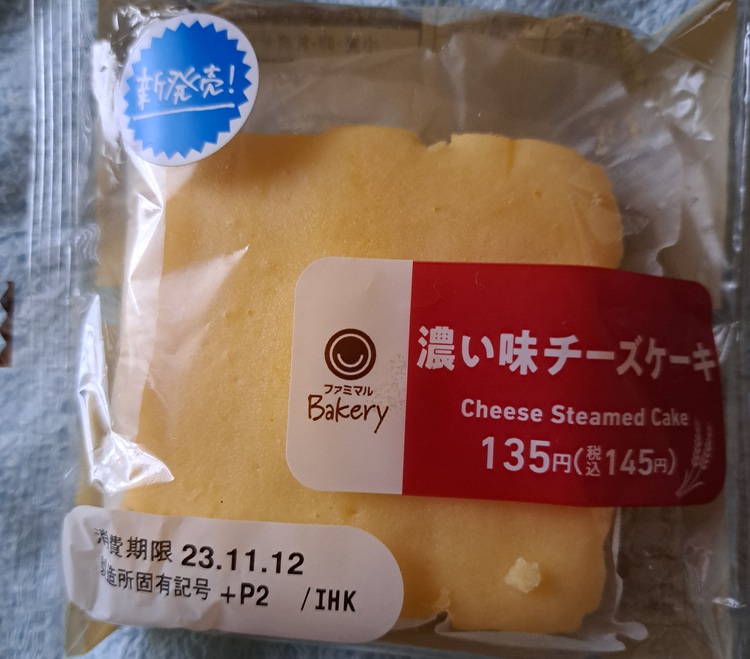 新発売!
ファミマル
Bakery
濃い味チーズケーキ
Cheese Steamed Cake
135円(税込145円)
消費期限 23.11.12
製造所固有記号 +P2 /IHK